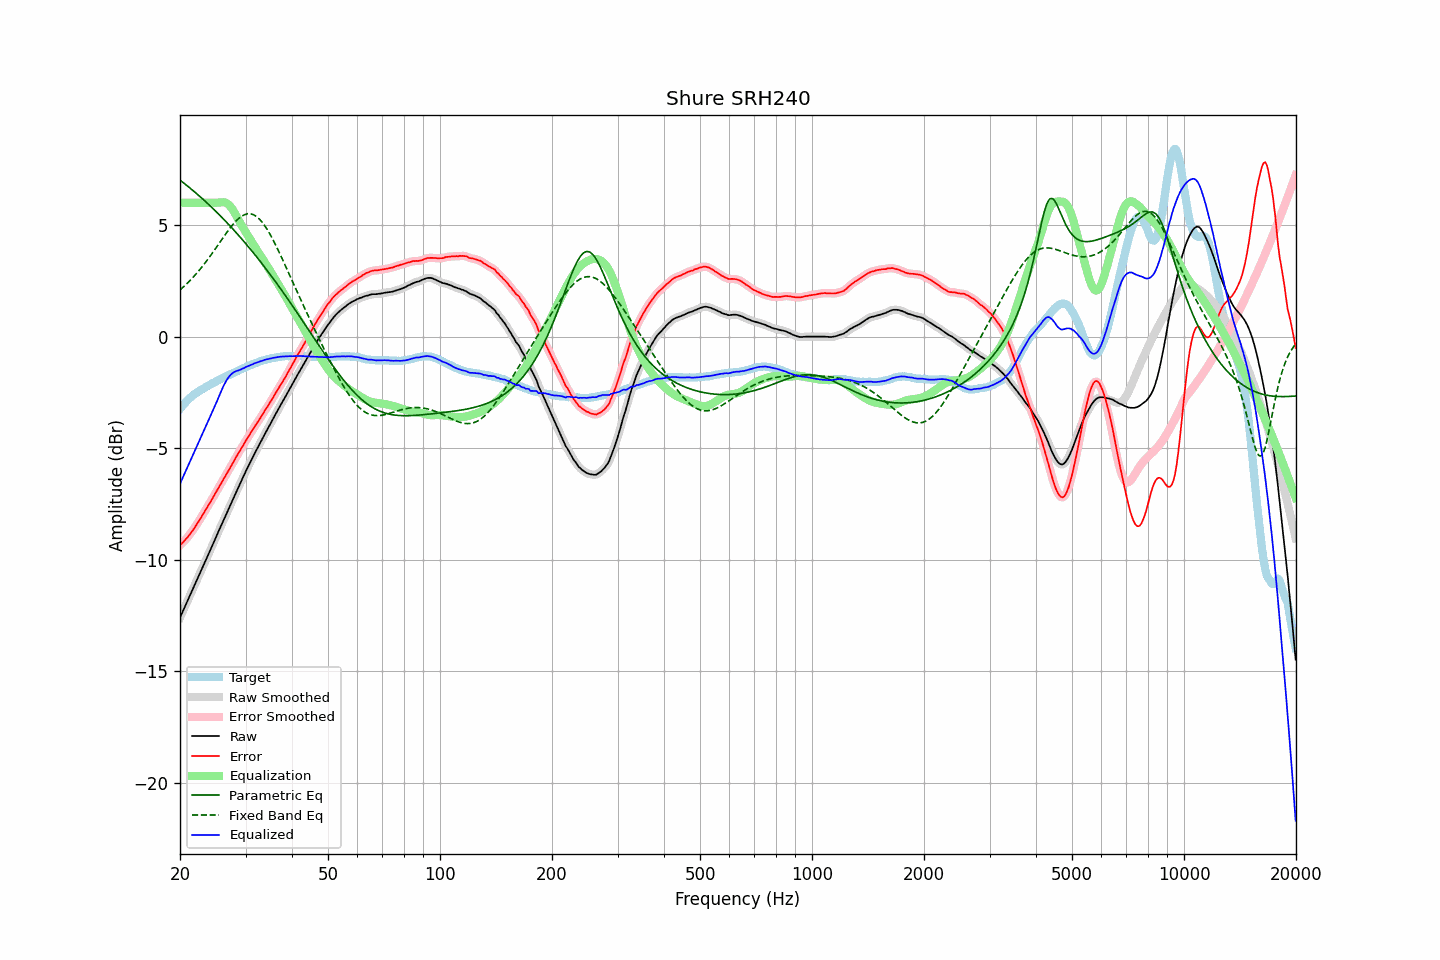 Shure SRH240
Amplitude (dBr)
5
0
−5
−10
−15
−20
Target
Raw Smoothed
Error Smoothed
Raw
Error
Equalization
Parametric Eq
Fixed Band Eq
Equalized
20 50 100 200 500 1000 2000 5000 10000 20000
Frequency (Hz)